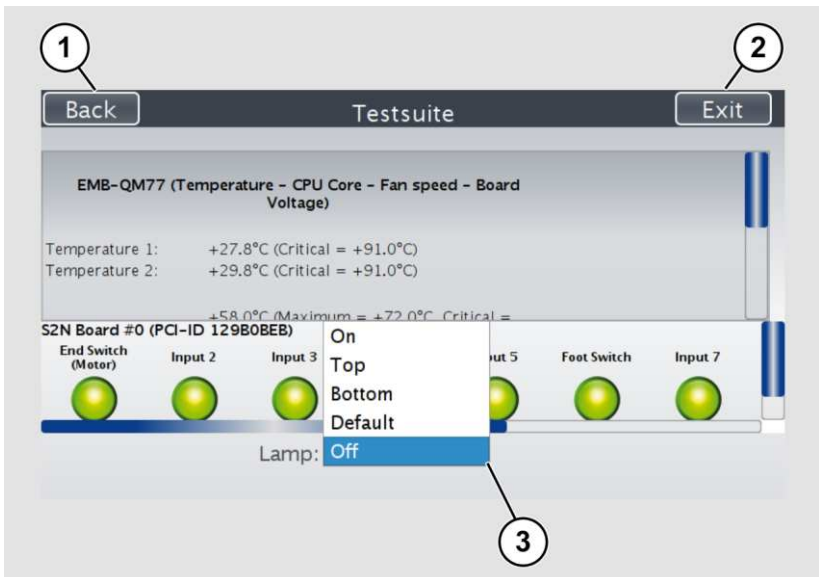 1
2
Back
Testsuite
Exit
EMB-QM77 (Temperature - CPU Core - Fan speed - Board
Voltage)
Temperature 1: +27.8°C (Critical = +91.0°C)
Temperature 2: +29.8°C (Critical = +91.0°C)
+58.0°C (Maximum = +72.0°C, Critical =
S2N Board #0 (PCI-ID 129B0BEB)
End Switch
(Motor)
Input 2
Input 3
Foot Switch
Input 7
On
Top
Bottom
Default
Lamp: Off
3